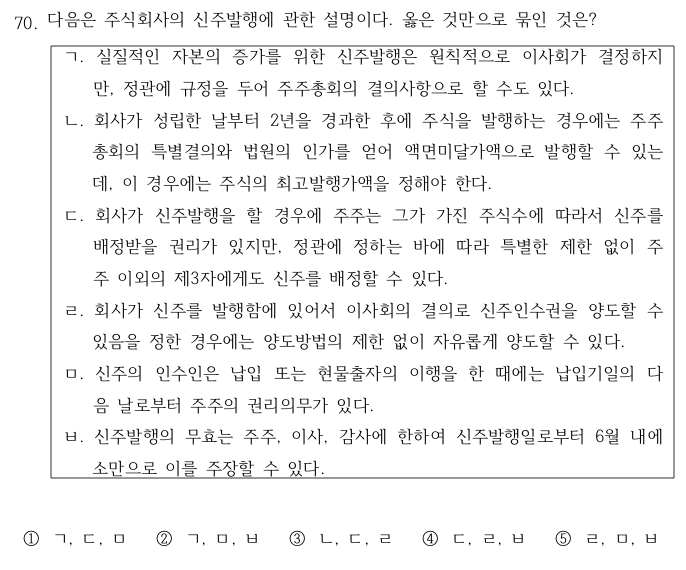 70. 다음은 주식회사의 신주발행에 관한 설명이다. 옳은 것만으로 묶인 것은?
ㄱ. 실질적인 자본의 증가를 위한 신주발행은 원칙적으로 이사회가 결정하지
만, 정관에 규정을 두어 주주총회의 결의사항으로 할 수도 있다.
ㄴ. 회사가 성립한 날부터 2년을 경과한 후에 주식을 발행하는 경우에는 주주
총회의 특별결의와 법원의 인가를 얻어 액면미달가액으로 발행할 수 있는
데, 이 경우에는 주식의 최고발행가액을 정해야 한다.
ㄷ. 회사가 신주발행을 할 경우에 주주는 그가 가진 주식수에 따라서 신주를
배정받을 권리가 있지만, 정관에 정하는 바에 따라 특별한 제한 없이 주
주 이외의 제3자에게도 신주를 배정할 수 있다.
ㄹ. 회사가 신주를 발행함에 있어서 이사회의 결의로 신주인수권을 양도할 수
있음을 정한 경우에는 양도방법의 제한 없이 자유롭게 양도할 수 있다.
ㅁ. 신주의 인수인은 납입 또는 현물출자의 이행을 한 때에는 납입기일의 다
음 날로부터 주주의 권리의무가 있다.
ㅂ. 신주발행의 무효는 주주, 이사, 감사에 한하여 신주발행일로부터 6월 내에
소만으로 이를 주장할 수 있다.
① ㄱ, ㄷ, ㅁ ② ㄱ, ㅁ, ㅂ ③ ㄴ, ㄷ, ㄹ ④ ㄷ, ㄹ, ㅂ ⑤ ㄹ, ㅁ, ㅂ